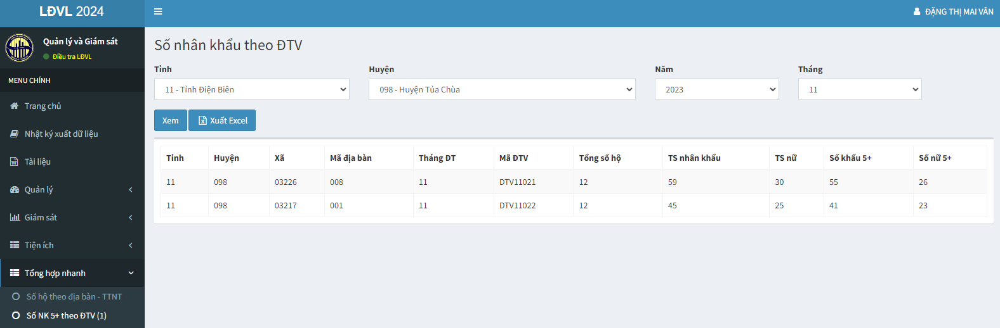 LĐVL 2024
ĐẶNG THỊ MAI VÂN
Quản lý và Giám sát
Điều tra LĐVL
MENU CHÍNH
Trang chủ
Nhật ký xuất dữ liệu
Tài liệu
Quản lý
Giám sát
Tiện ích
Tổng hợp nhanh
Số hộ theo địa bàn - TTNT
Số NK 5+ theo ĐTV (1)
Số nhân khẩu theo ĐTV
Tỉnh Huyện Năm Tháng
11 - Tỉnh Điện Biên 098 - Huyện Tủa Chùa 2023 11
Xem Xuất Excel
Tỉnh Huyện Xã Mã địa bàn Tháng ĐT Mã ĐTV Tổng số hộ TS nhân khẩu TS nữ Số khẩu 5+ Số nữ 5+
11 098 03226 008 11 DTV11021 12 59 30 55 26
11 098 03217 001 11 DTV11022 12 45 25 41 23